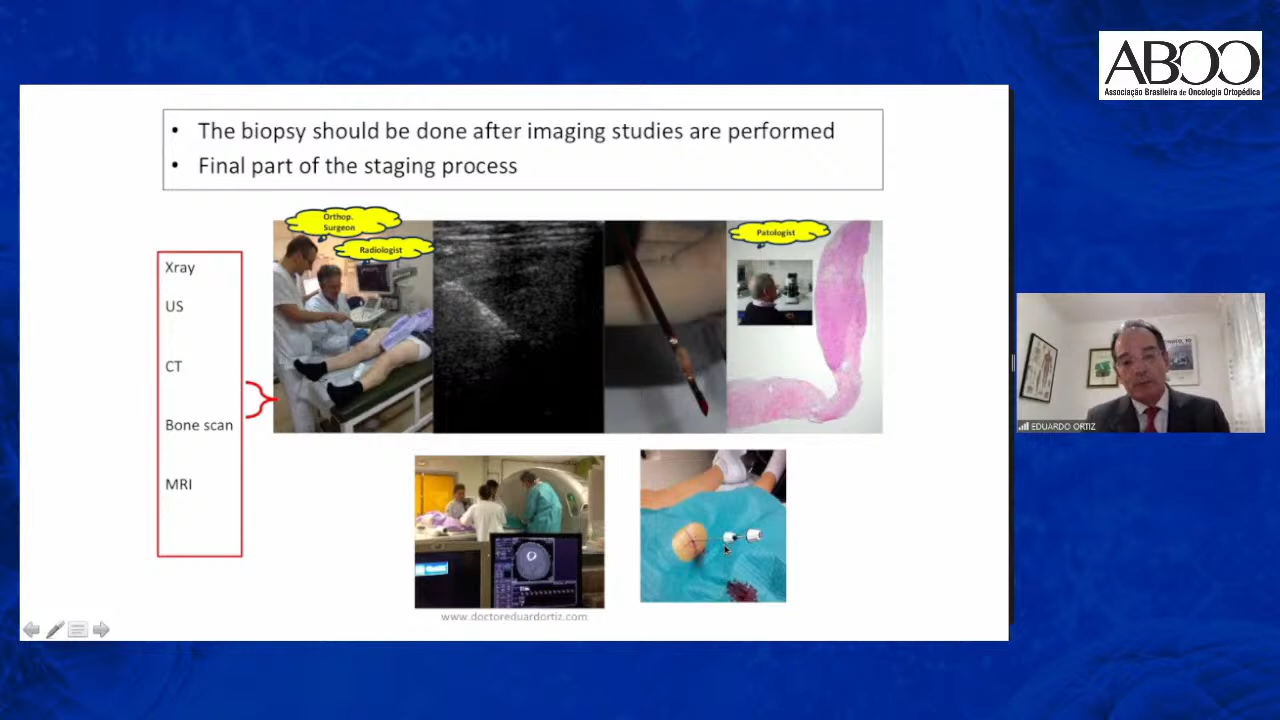 ABOO
Associação Brasileira de Oncologia Ortopédica
• The biopsy should be done after imaging studies are performed
• Final part of the staging process
Orthop.
Surgeon
Radiologist
Patologist
Xray
US
CT
Bone scan
MRI
EDUARDO ORTIZ
www.doctoreduardortiz.com